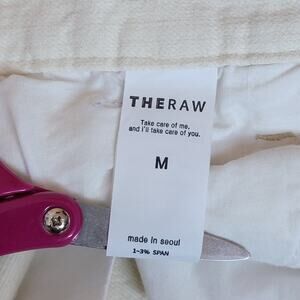 THERAW
Take care of me,
and i'll take care of you.
M
made in seoul
1~3% SPAN